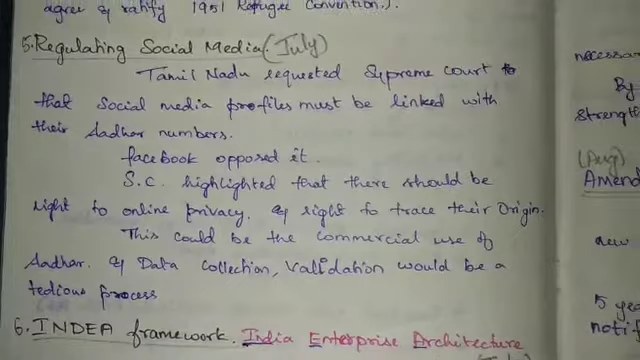 agree & ratify 1951 Refugee Convention.).
5. Regulating Social Media. (July)
Tamil Nadu requested Supreme court to
that social media profiles must be linked with
their Aadhar numbers.
facebook opposed it.
S.C. highlighted that there should be
right to online privacy. & right to trace their Origin.
This could be the commercial use of
Aadhar. & Data collection, validation would be a
tedious process
6. INDEA framework. India Enterprise Architecture
necessar
By
Strength
(Aug)
Amend
new
5 yea
notif